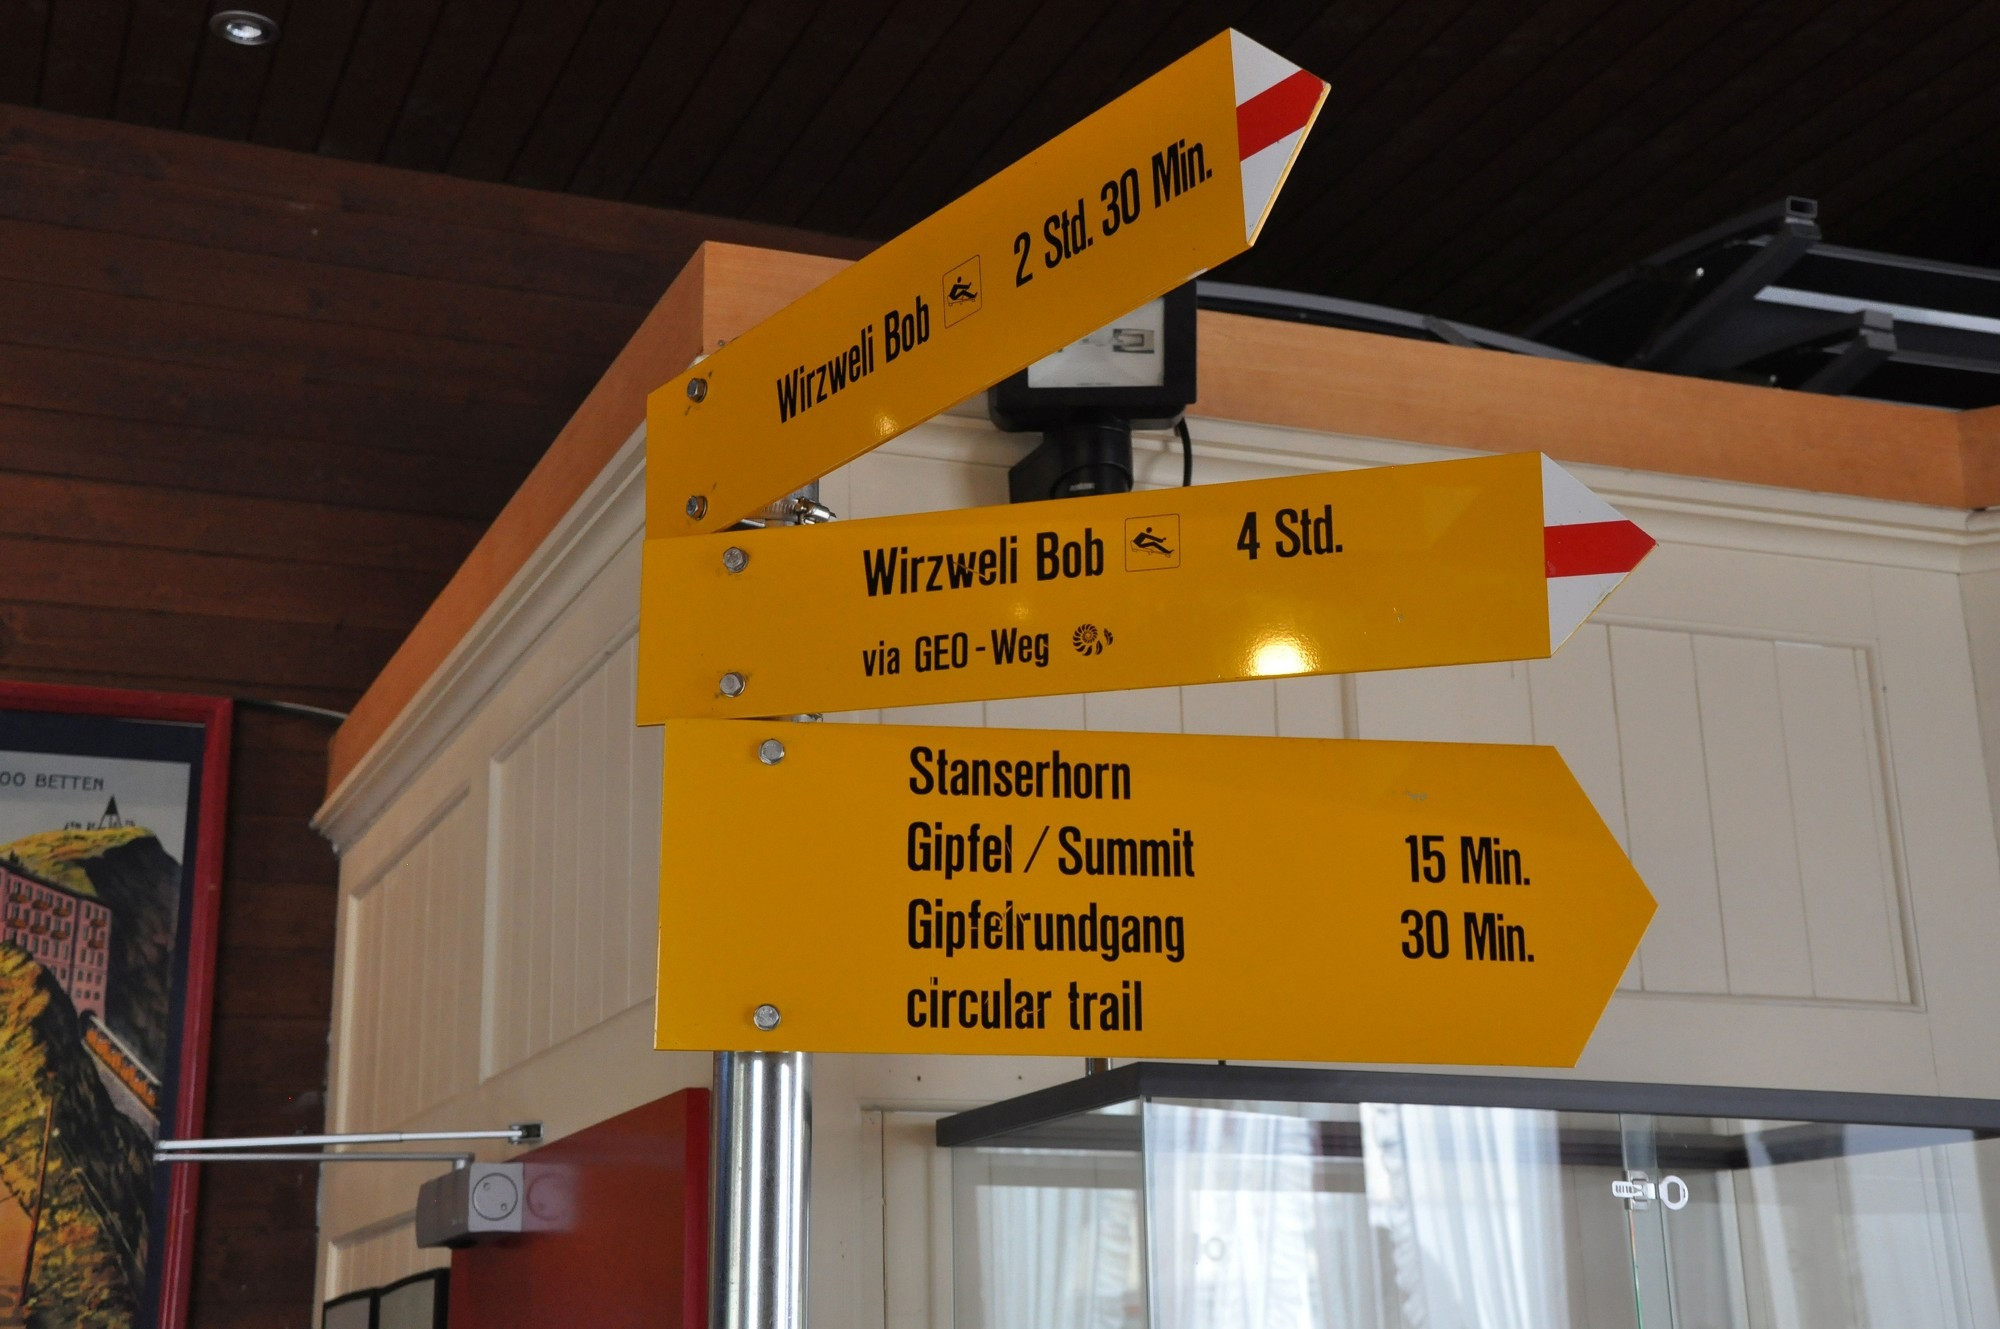 Wirzweli Bob 2 Std. 30 Min.
Wirzweli Bob 4 Std.
via GEO-Weg
Stanserhorn
Gipfel / Summit 15 Min.
Gipfelrundgang 30 Min.
circular trail
00 BETTEN